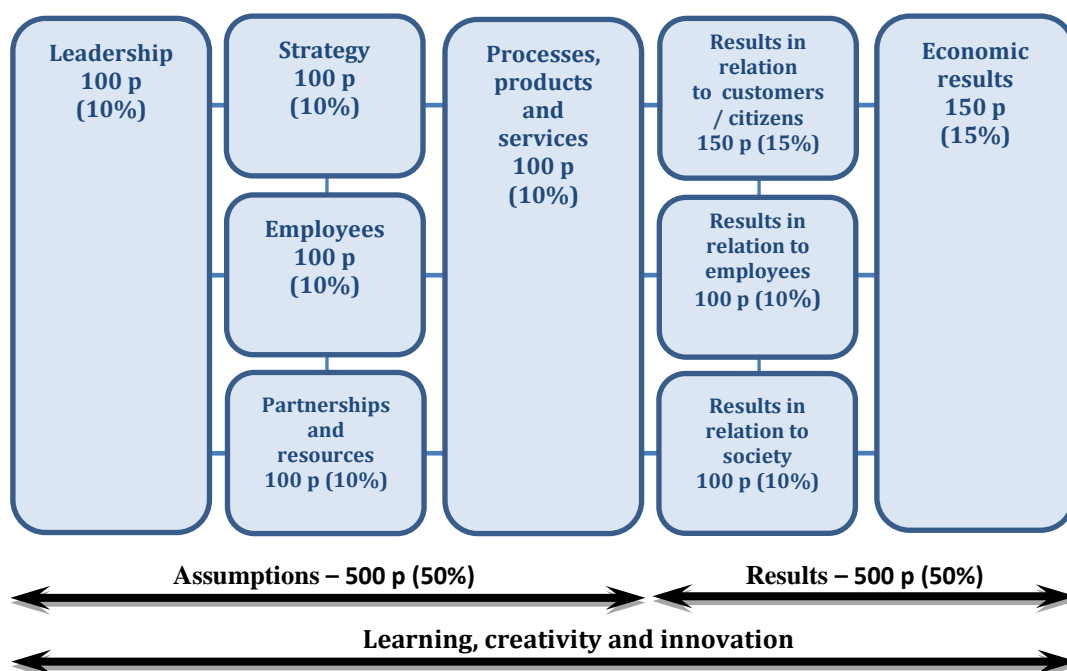 Leadership
100 p
(10%)
Strategy
100 p
(10%)
Employees
100 p
(10%)
Partnerships
and
resources
100 p (10%)
Processes,
products
and
services
100 p
(10%)
Results in
relation
to customers
/ citizens
150 p (15%)
Results in
relation to
employees
100 p (10%)
Results in
relation to
society
100 p (10%)
Economic
results
150 p
(15%)
Assumptions – 500 p (50%)
Results – 500 p (50%)
Learning, creativity and innovation